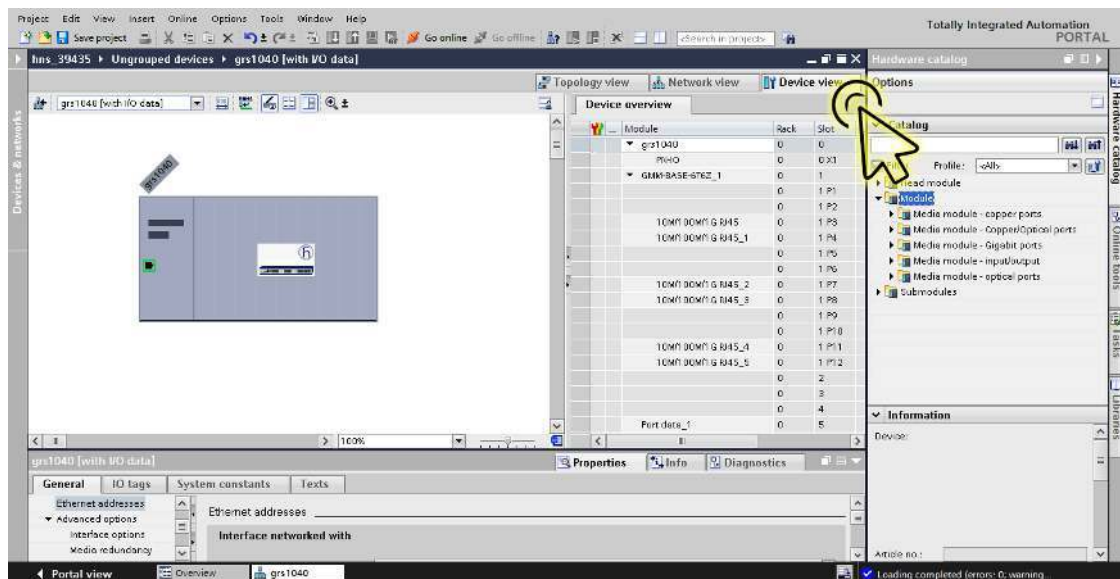 Project Edit View Insert Online Options Tools Window Help
Totally Integrated Automation
PORTAL
Save project
Go online
Go offline
<Search in project>
hns_39435 ▸ Ungrouped devices ▸ grs1040 [with I/O data]
Hardware catalog
Topology view
Network view
Device view
Options
grs1040 [with I/O data]
Device overview
Module Rack Slot
grs1040 0 0
PN-IO 0 0 X1
GMM-BASE-6T6Z_1 0 1
0 1 P1
0 1 P2
10M/100M/1G RJ45 0 1 P3
10M/100M/1G RJ45_1 0 1 P4
0 1 P5
0 1 P6
10M/100M/1G RJ45_2 0 1 P7
10M/100M/1G RJ45_3 0 1 P8
0 1 P9
0 1 P10
10M/100M/1G RJ45_4 0 1 P11
10M/100M/1G RJ45_5 0 1 P12
0 2
0 3
0 4
Port data_1 0 5
grs1040
Devices & networks
100%
Catalog
Profile: <All>
Head module
Module
Media module - copper ports
Media module - Copper/Optical ports
Media module - Gigabit ports
Media module - input/output
Media module - optical ports
Submodules
Information
Device:
Article no.:
Hardware catalog
Online tools
Tasks
Libraries
grs1040 [with I/O data]
Properties
Info
Diagnostics
General
IO tags
System constants
Texts
Ethernet addresses
Advanced options
Interface options
Media redundancy
Ethernet addresses
Interface networked with
Portal view
Overview
grs1040
Loading completed (errors: 0; warning...